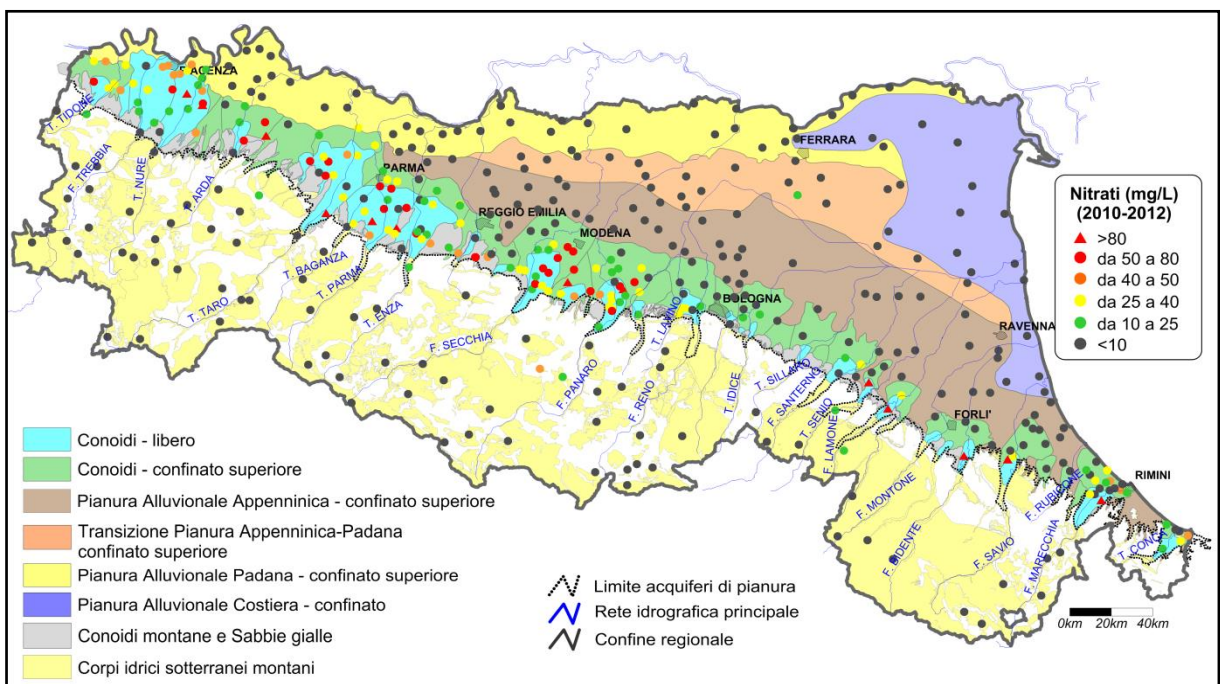 PIACENZA
T. TIDONE
F. TREBBIA
T. NURE
T. ARDA
PARMA
FERRARA
REGGIO EMILIA
MODENA
T. BAGANZA
T. PARMA
T. TARO
T. ENZA
F. SECCHIA
BOLOGNA
T. LAVINO
RAVENNA
F. PANARO
F. RENO
T. IDICE
T. SILLARO
F. SANTERNO
T. SENIO
F. LAMONE
FORLI'
F. MONTONE
F. BIDENTE
F. SAVIO
F. RUBICONE
F. MARECCHIA
RIMINI
T. CONCA
Nitrati (mg/L)
(2010-2012)
>80
da 50 a 80
da 40 a 50
da 25 a 40
da 10 a 25
<10
Conoidi - libero
Conoidi - confinato superiore
Pianura Alluvionale Appenninica - confinato superiore
Transizione Pianura Appenninica-Padana
confinato superiore
Pianura Alluvionale Padana - confinato superiore
Pianura Alluvionale Costiera - confinato
Conoidi montane e Sabbie gialle
Corpi idrici sotterranei montani
Limite acquiferi di pianura
Rete idrografica principale
Confine regionale
0km 20km 40km